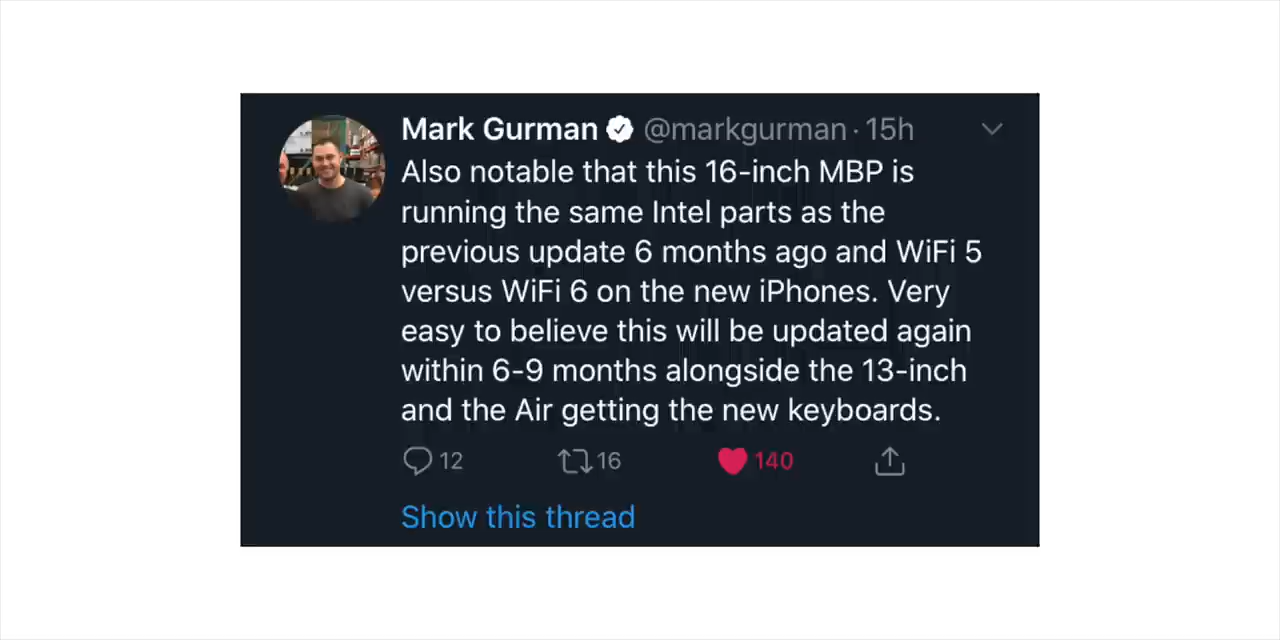 Mark Gurman @markgurman · 15h
Also notable that this 16-inch MBP is
running the same Intel parts as the
previous update 6 months ago and WiFi 5
versus WiFi 6 on the new iPhones. Very
easy to believe this will be updated again
within 6-9 months alongside the 13-inch
and the Air getting the new keyboards.
12 16 140
Show this thread